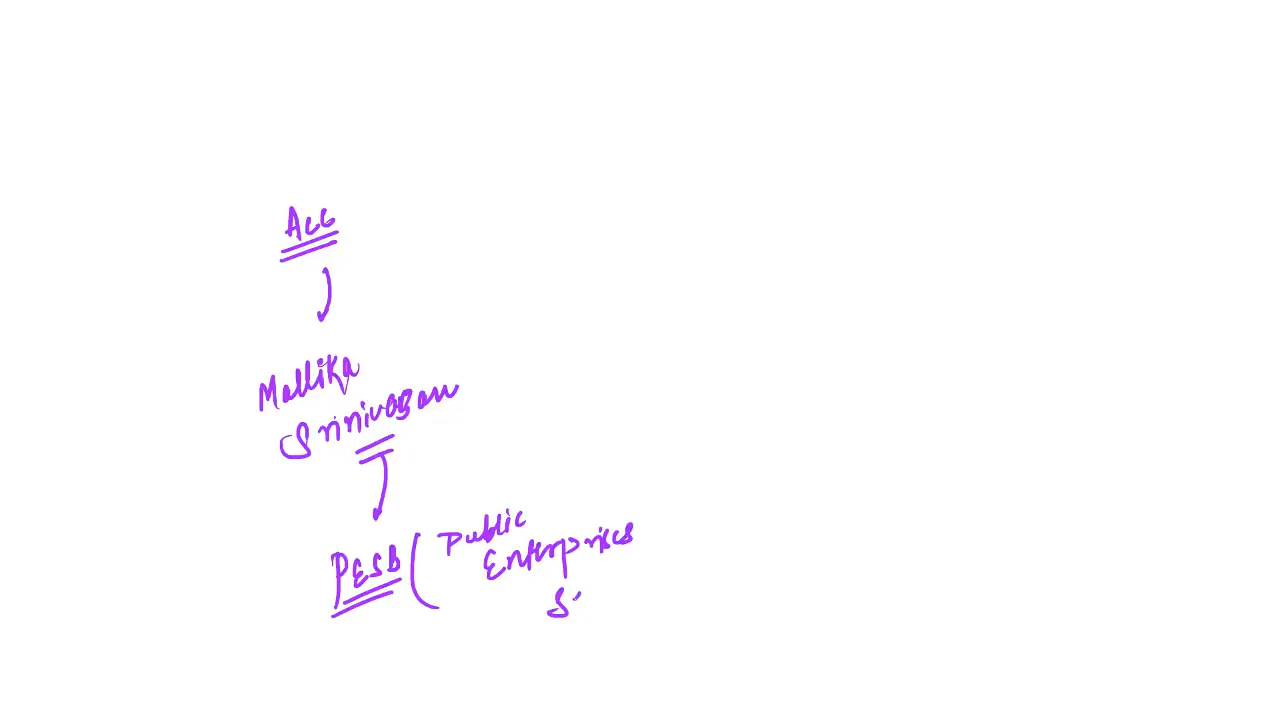 ACC
Mallika
Srinivasan
PESB ( Public
Enterprises
S